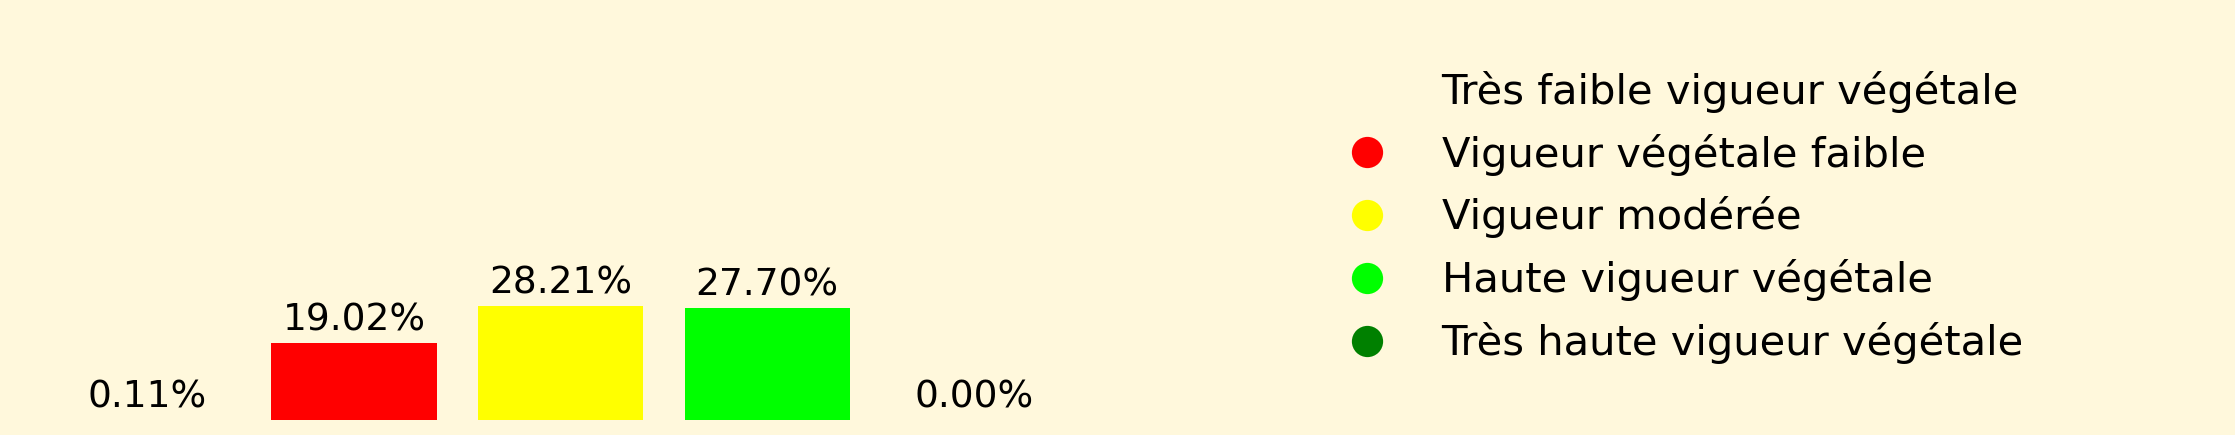 0.11%
19.02%
28.21%
27.70%
0.00%
Très faible vigueur végétale
Vigueur végétale faible
Vigueur modérée
Haute vigueur végétale
Très haute vigueur végétale